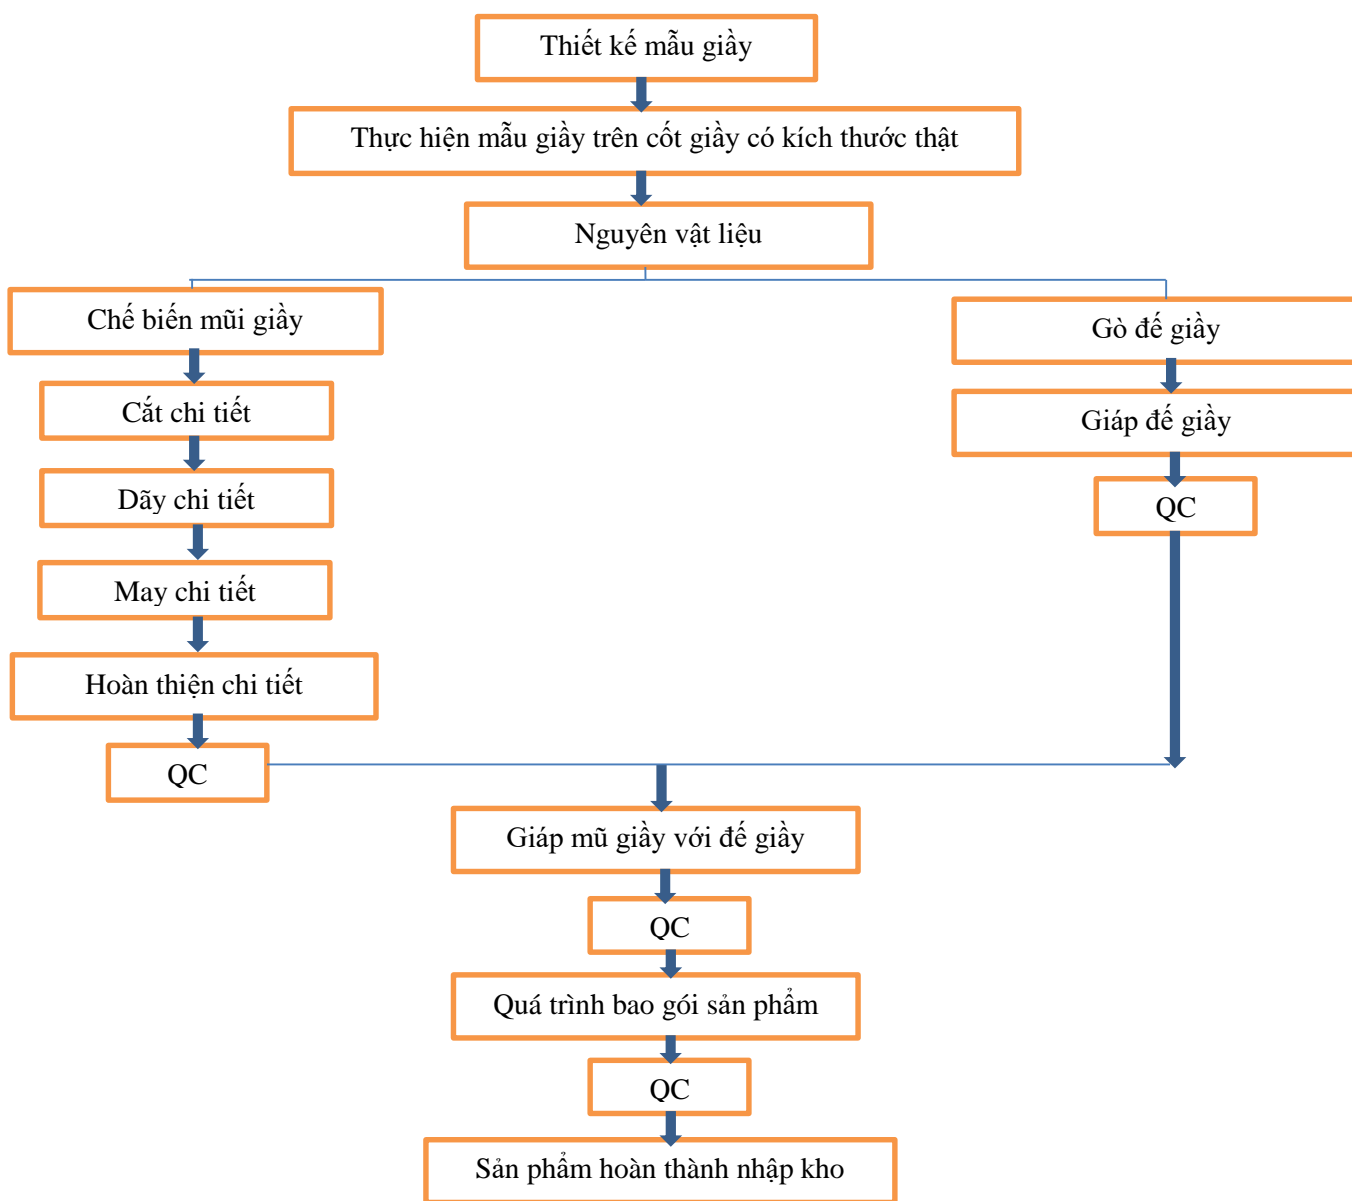 Thiết kế mẫu giầy
Thực hiện mẫu giầy trên cốt giầy có kích thước thật
Nguyên vật liệu
Chế biến mũi giầy
Cắt chi tiết
Dãy chi tiết
May chi tiết
Hoàn thiện chi tiết
QC
Gò đế giầy
Giáp đế giầy
QC
Giáp mũ giầy với đế giầy
QC
Quá trình bao gói sản phẩm
QC
Sản phẩm hoàn thành nhập kho